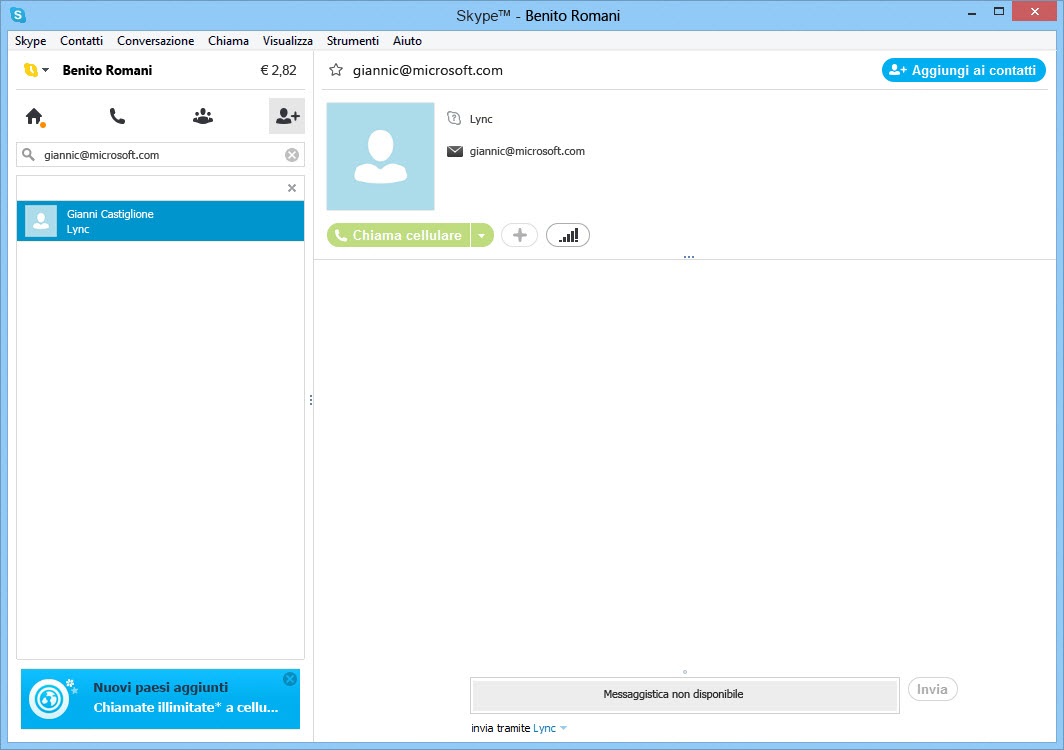 Skype™ - Benito Romani
Skype Contatti Conversazione Chiama Visualizza Strumenti Aiuto
Benito Romani € 2,82
giannic@microsoft.com
Gianni Castiglione
Lync
Nuovi paesi aggiunti
Chiamate illimitate* a cellu...
giannic@microsoft.com Aggiungi ai contatti
Lync
giannic@microsoft.com
Chiama cellulare
Messaggistica non disponibile Invia
invia tramite Lync